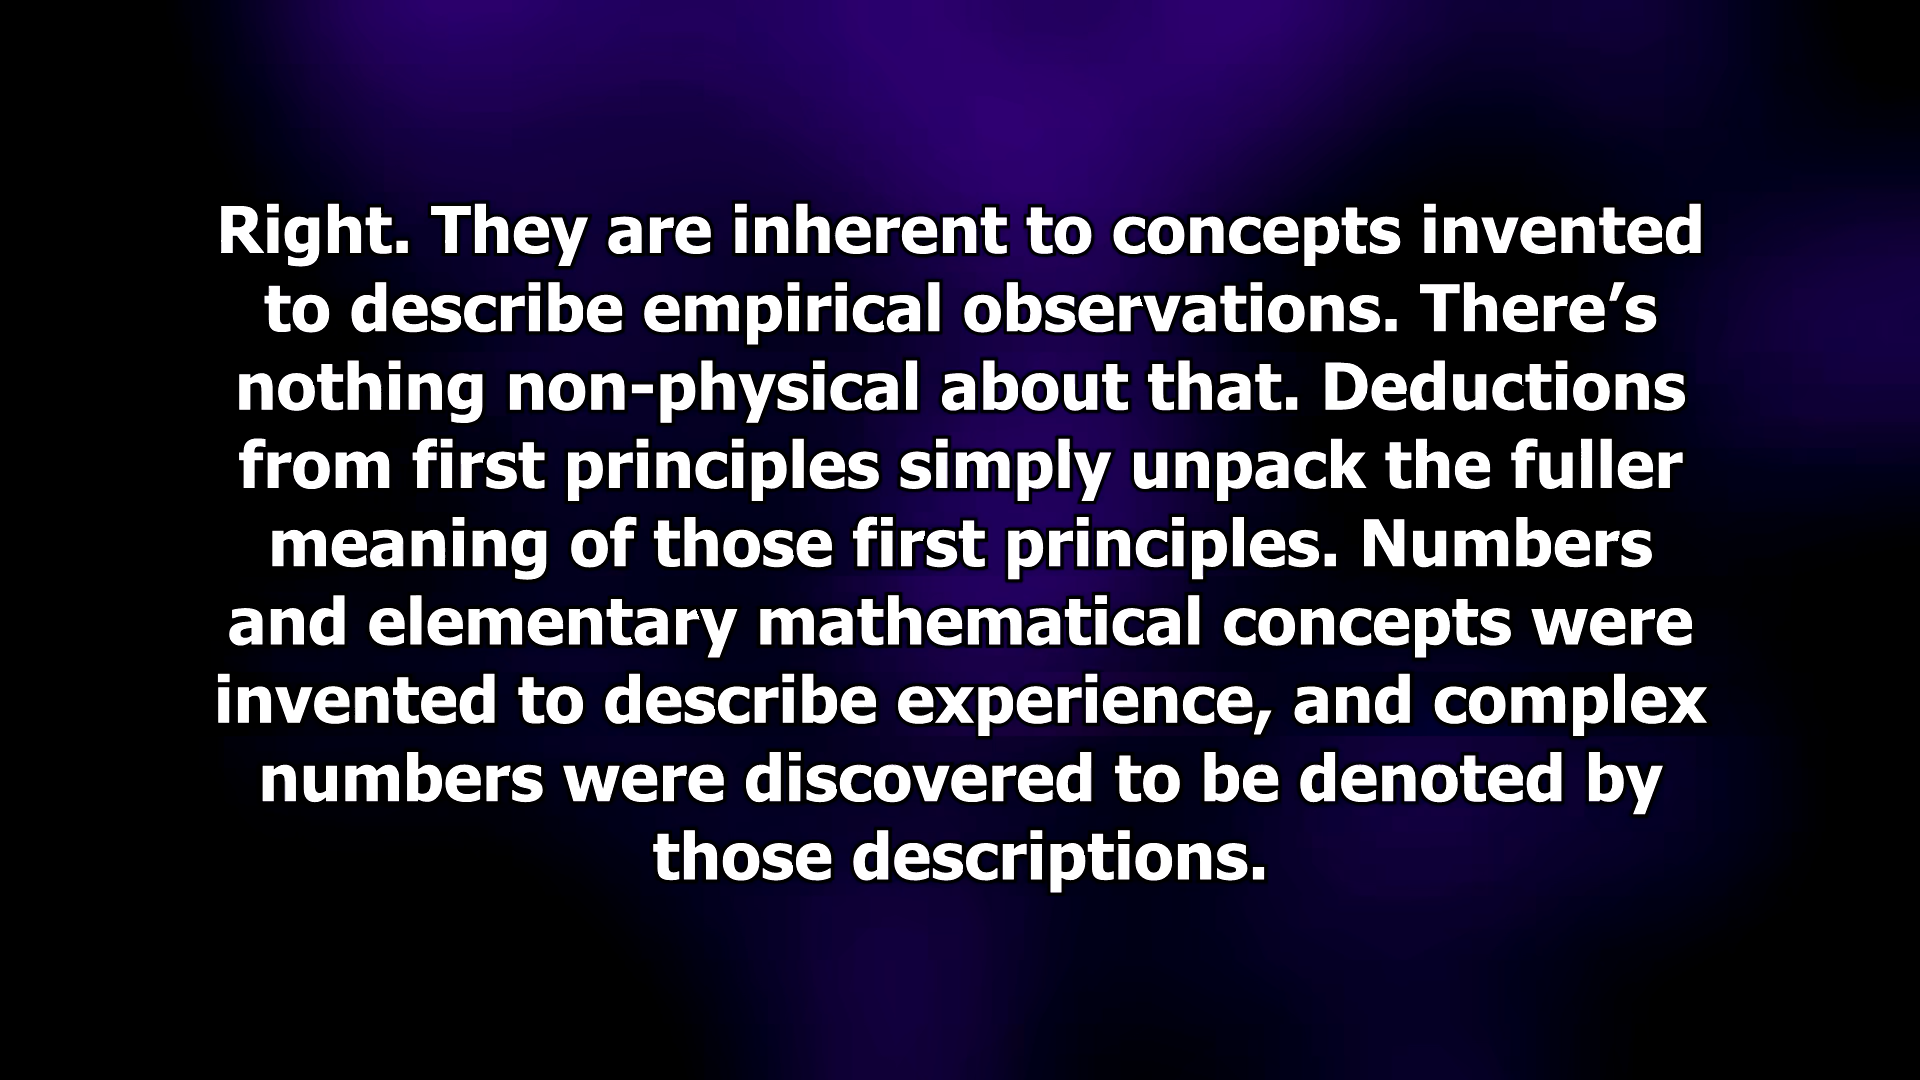 Right. They are inherent to concepts invented
to describe empirical observations. There’s
nothing non-physical about that. Deductions
from first principles simply unpack the fuller
meaning of those first principles. Numbers
and elementary mathematical concepts were
invented to describe experience, and complex
numbers were discovered to be denoted by
those descriptions.